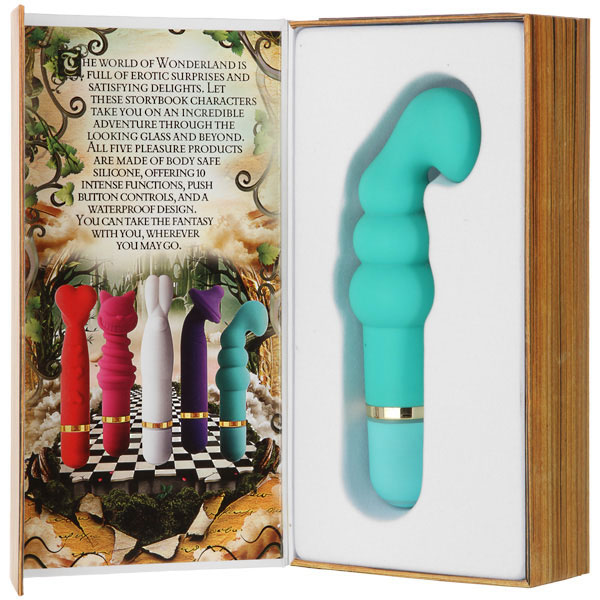 THE WORLD OF WONDERLAND IS
FULL OF EROTIC SURPRISES AND
SATISFYING DELIGHTS. LET
THESE STORYBOOK CHARACTERS
TAKE YOU ON AN INCREDIBLE
ADVENTURE THROUGH THE
LOOKING GLASS AND BEYOND.
ALL FIVE PLEASURE PRODUCTS
ARE MADE OF BODY SAFE
SILICONE, OFFERING 10
INTENSE FUNCTIONS, PUSH
BUTTON CONTROLS, AND A
WATERPROOF DESIGN.
YOU CAN TAKE THE FANTASY
WITH YOU, WHEREVER
YOU MAY GO.